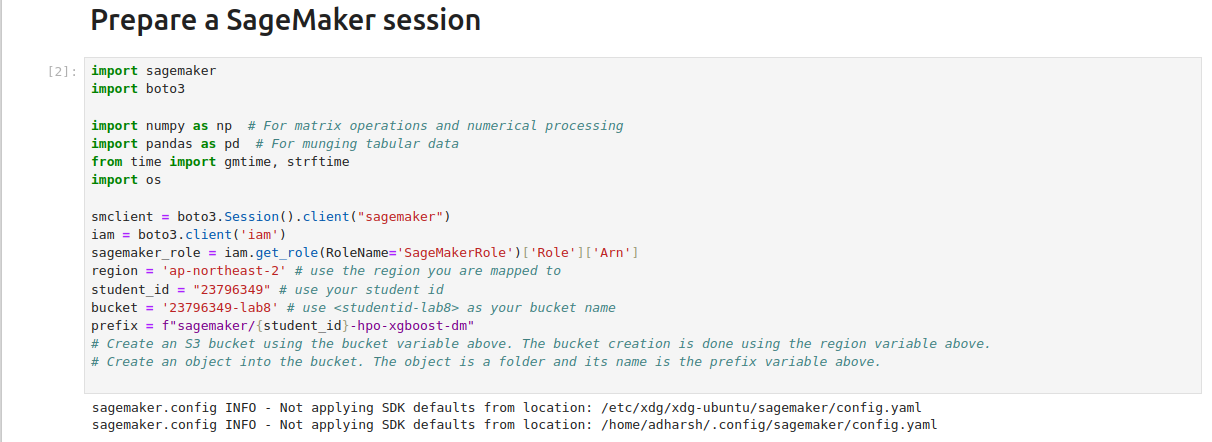 Prepare a SageMaker session
[2]:
import sagemaker
import boto3
import numpy as np  # For matrix operations and numerical processing
import pandas as pd  # For munging tabular data
from time import gmtime, strftime
import os
smclient = boto3.Session().client("sagemaker")
iam = boto3.client('iam')
sagemaker_role = iam.get_role(RoleName='SageMakerRole')['Role']['Arn']
region = 'ap-northeast-2' # use the region you are mapped to
student_id = "23796349" # use your student id
bucket = '23796349-lab8' # use <studentid-lab8> as your bucket name
prefix = f"sagemaker/{student_id}-hpo-xgboost-dm"
# Create an S3 bucket using the bucket variable above. The bucket creation is done using the region variable above.
# Create an object into the bucket. The object is a folder and its name is the prefix variable above.
sagemaker.config INFO - Not applying SDK defaults from location: /etc/xdg/xdg-ubuntu/sagemaker/config.yaml
sagemaker.config INFO - Not applying SDK defaults from location: /home/adharsh/.config/sagemaker/config.yaml